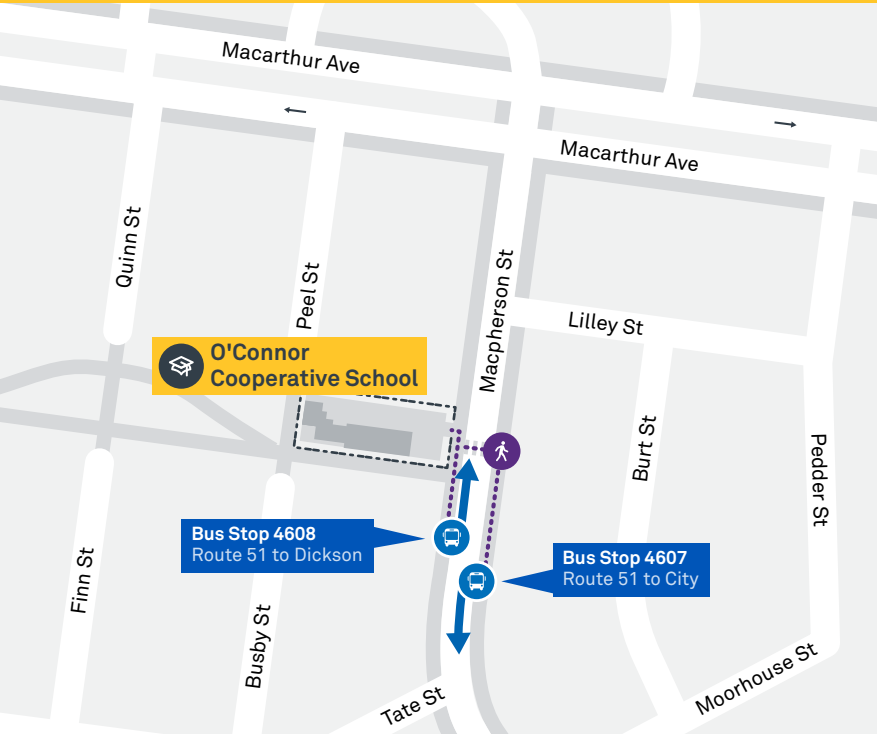 Macarthur Ave
Macarthur Ave
Quinn St
Peel St
Macpherson St
Lilley St
O'Connor
Cooperative School
Burt St
Pedder St
Bus Stop 4608
Route 51 to Dickson
Bus Stop 4607
Route 51 to City
Finn St
Busby St
Tate St
Moorhouse St